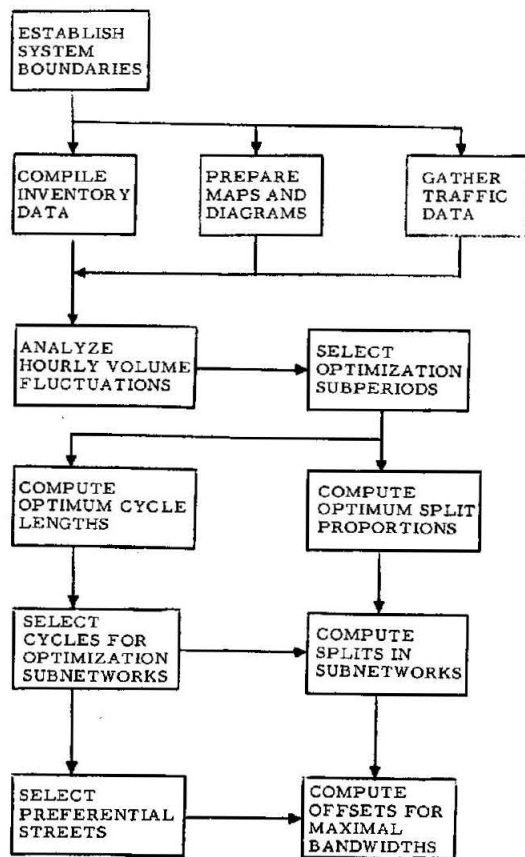 ESTABLISH
SYSTEM
BOUNDARIES
COMPILE
INVENTORY
DATA
PREPARE
MAPS AND
DIAGRAMS
GATHER
TRAFFIC
DATA
ANALYZE
HOURLY VOLUME
FLUCTUATIONS
SELECT
OPTIMIZATION
SUBPERIODS
COMPUTE
OPTIMUM CYCLE
LENGTHS
COMPUTE
OPTIMUM SPLIT
PROPORTIONS
SELECT
CYCLES FOR
OPTIMIZATION
SUBNETWORKS
COMPUTE
SPLITS IN
SUBNETWORKS
SELECT
PREFERENTIAL
STREETS
COMPUTE
OFFSETS FOR
MAXIMAL
BANDWIDTHS